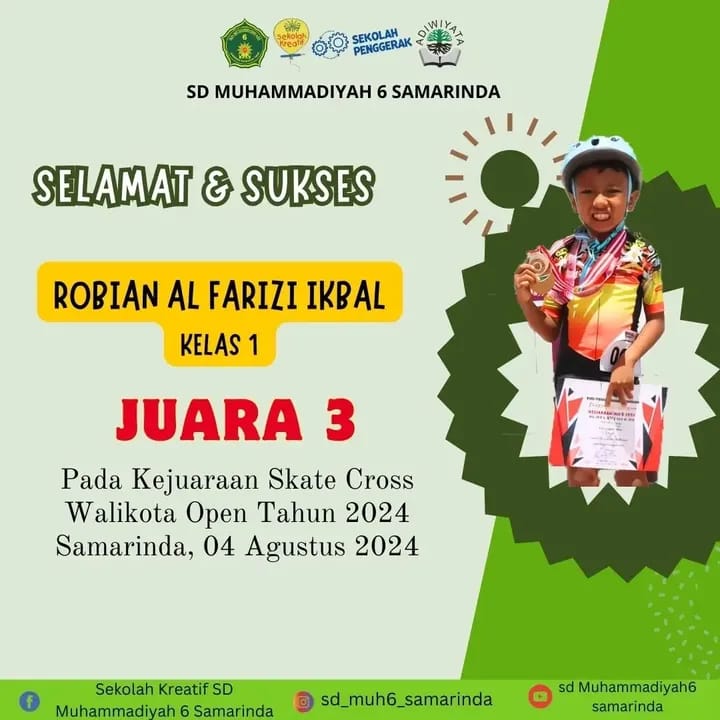 Sekolah Kreatif
SEKOLAH PENGGERAK
ADIWIYATA
SD MUHAMMADIYAH 6 SAMARINDA
SELAMAT & SUKSES
ROBIAN AL FARIZI IKBAL
KELAS 1
JUARA 3
Pada Kejuaraan Skate Cross
Walikota Open Tahun 2024
Samarinda, 04 Agustus 2024
Sekolah Kreatif SD
Muhammadiyah 6 Samarinda
sd_muh6_samarinda
sd Muhammadiyah6
samarinda